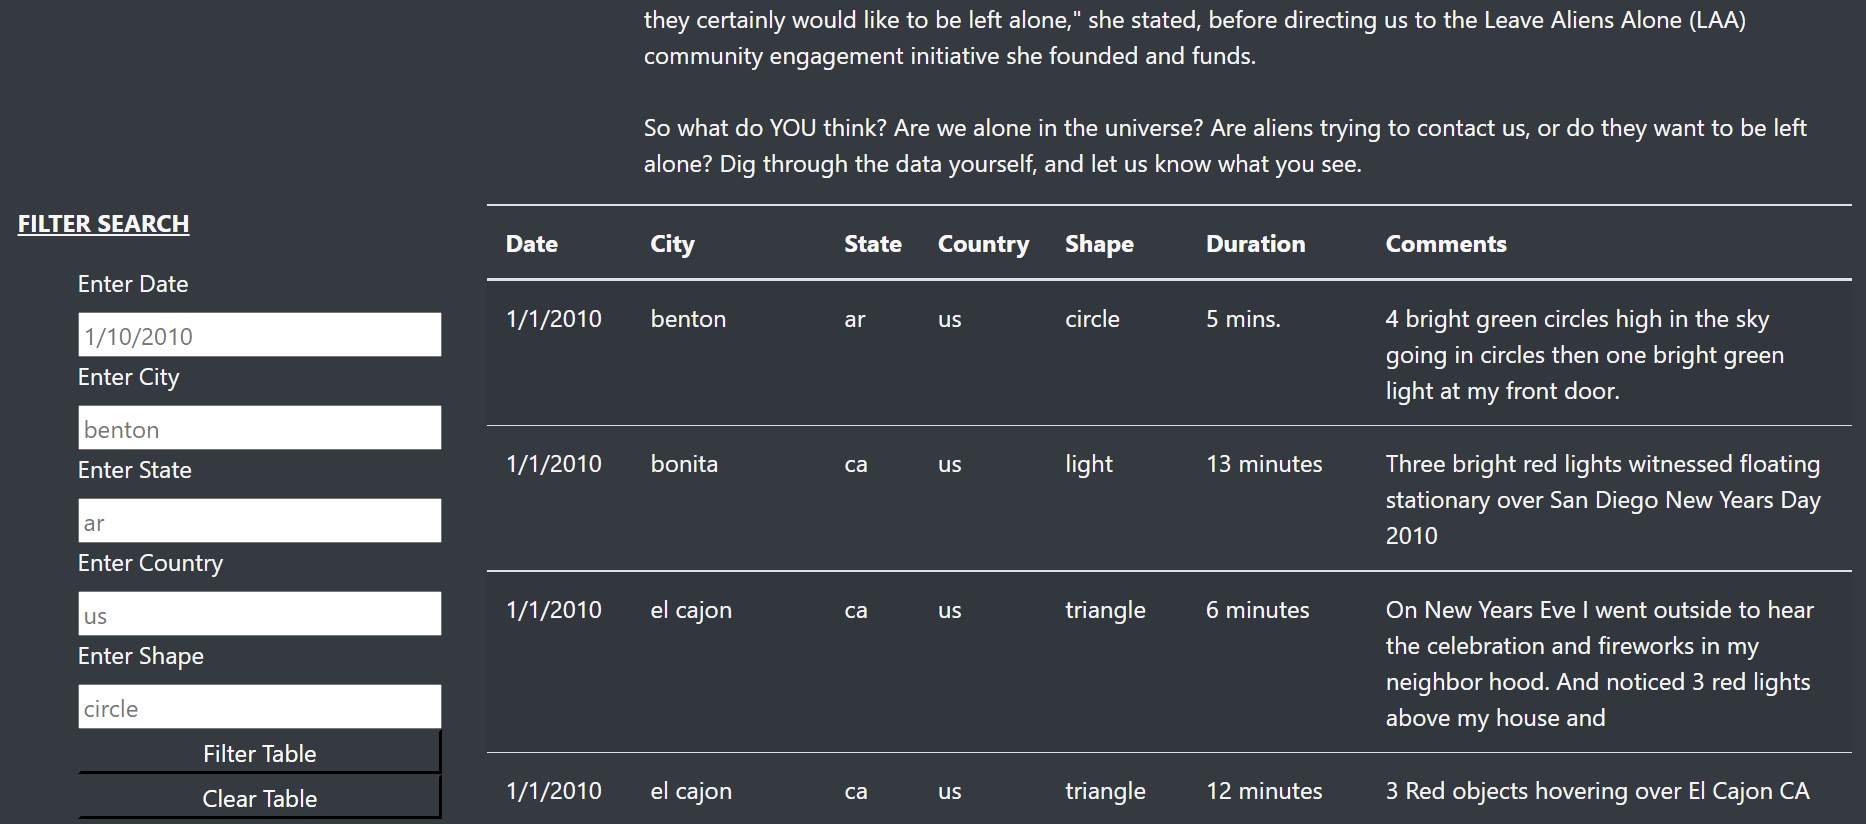 they certainly would like to be left alone," she stated, before directing us to the Leave Aliens Alone (LAA)
community engagement initiative she founded and funds.
So what do YOU think? Are we alone in the universe? Are aliens trying to contact us, or do they want to be left
alone? Dig through the data yourself, and let us know what you see.
FILTER SEARCH
Enter Date
1/10/2010
Enter City
benton
Enter State
ar
Enter Country
us
Enter Shape
circle
Filter Table
Clear Table
Date City State Country Shape Duration Comments
1/1/2010 benton ar us circle 5 mins. 4 bright green circles high in the sky
going in circles then one bright green
light at my front door.
1/1/2010 bonita ca us light 13 minutes Three bright red lights witnessed floating
stationary over San Diego New Years Day
2010
1/1/2010 el cajon ca us triangle 6 minutes On New Years Eve I went outside to hear
the celebration and fireworks in my
neighbor hood. And noticed 3 red lights
above my house and
1/1/2010 el cajon ca us triangle 12 minutes 3 Red objects hovering over El Cajon CA